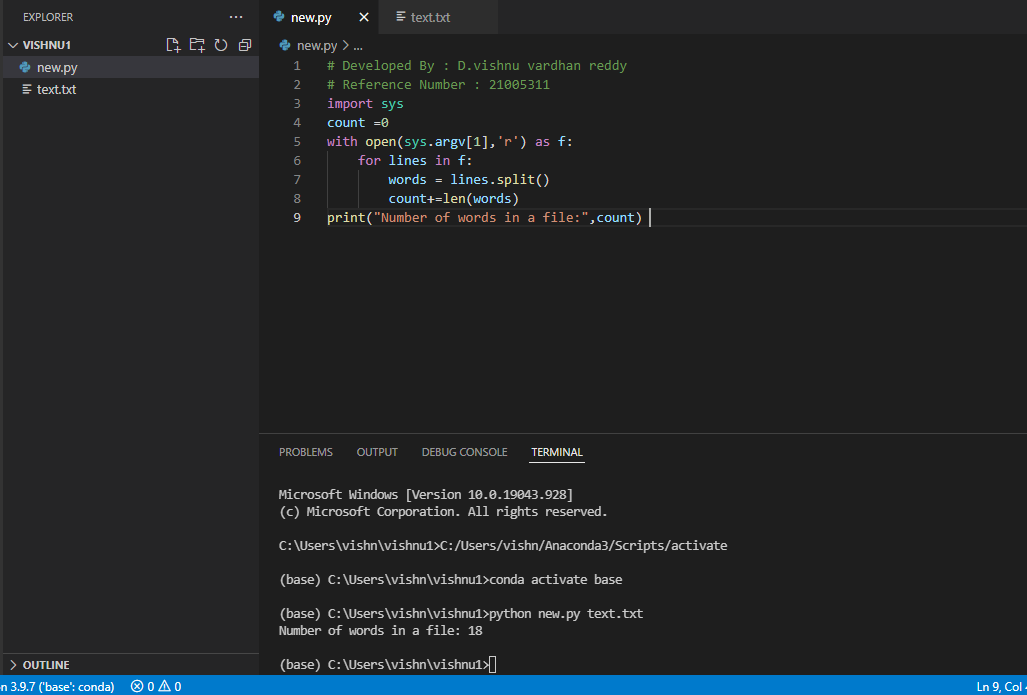 EXPLORER
...
VISHNU1
new.py
text.txt
OUTLINE
new.py
text.txt
new.py > ...
1 # Developed By : D.vishnu vardhan reddy
2 # Reference Number : 21005311
3 import sys
4 count =0
5 with open(sys.argv[1],'r') as f:
6     for lines in f:
7         words = lines.split()
8         count+=len(words)
9 print("Number of words in a file:",count)
PROBLEMS OUTPUT DEBUG CONSOLE TERMINAL
Microsoft Windows [Version 10.0.19043.928]
(c) Microsoft Corporation. All rights reserved.
C:\Users\vishn\vishnu1>C:/Users/vishn/Anaconda3/Scripts/activate
(base) C:\Users\vishn\vishnu1>conda activate base
(base) C:\Users\vishn\vishnu1>python new.py text.txt
Number of words in a file: 18
(base) C:\Users\vishn\vishnu1>
n 3.9.7 ('base': conda) 0 0 Ln 9, Col